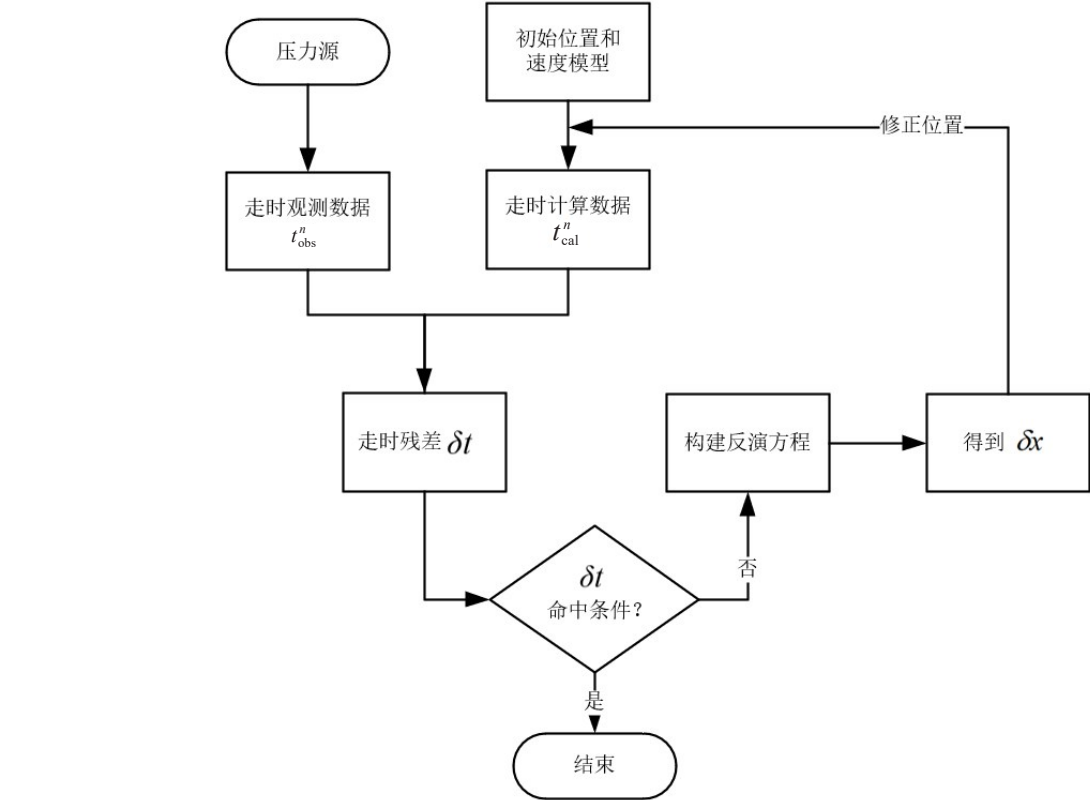 压力源
初始位置和
速度模型
修正位置
走时观测数据
t^n_obs
走时计算数据
t^n_cal
走时残差 δt
构建反演方程
得到 δx
δt
命中条件?
否
是
结束